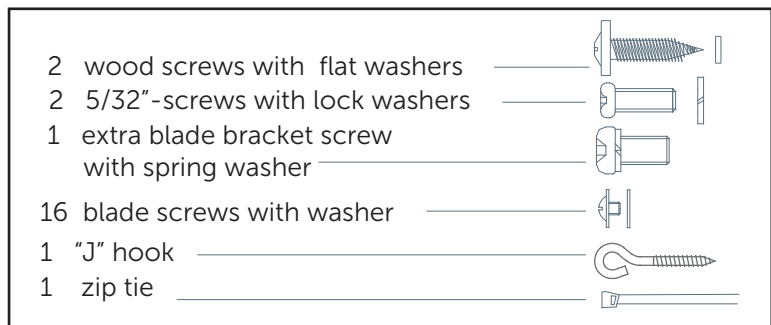 2 wood screws with flat washers
2 5/32”-screws with lock washers
1 extra blade bracket screw
with spring washer
16 blade screws with washer
1 “J” hook
1 zip tie